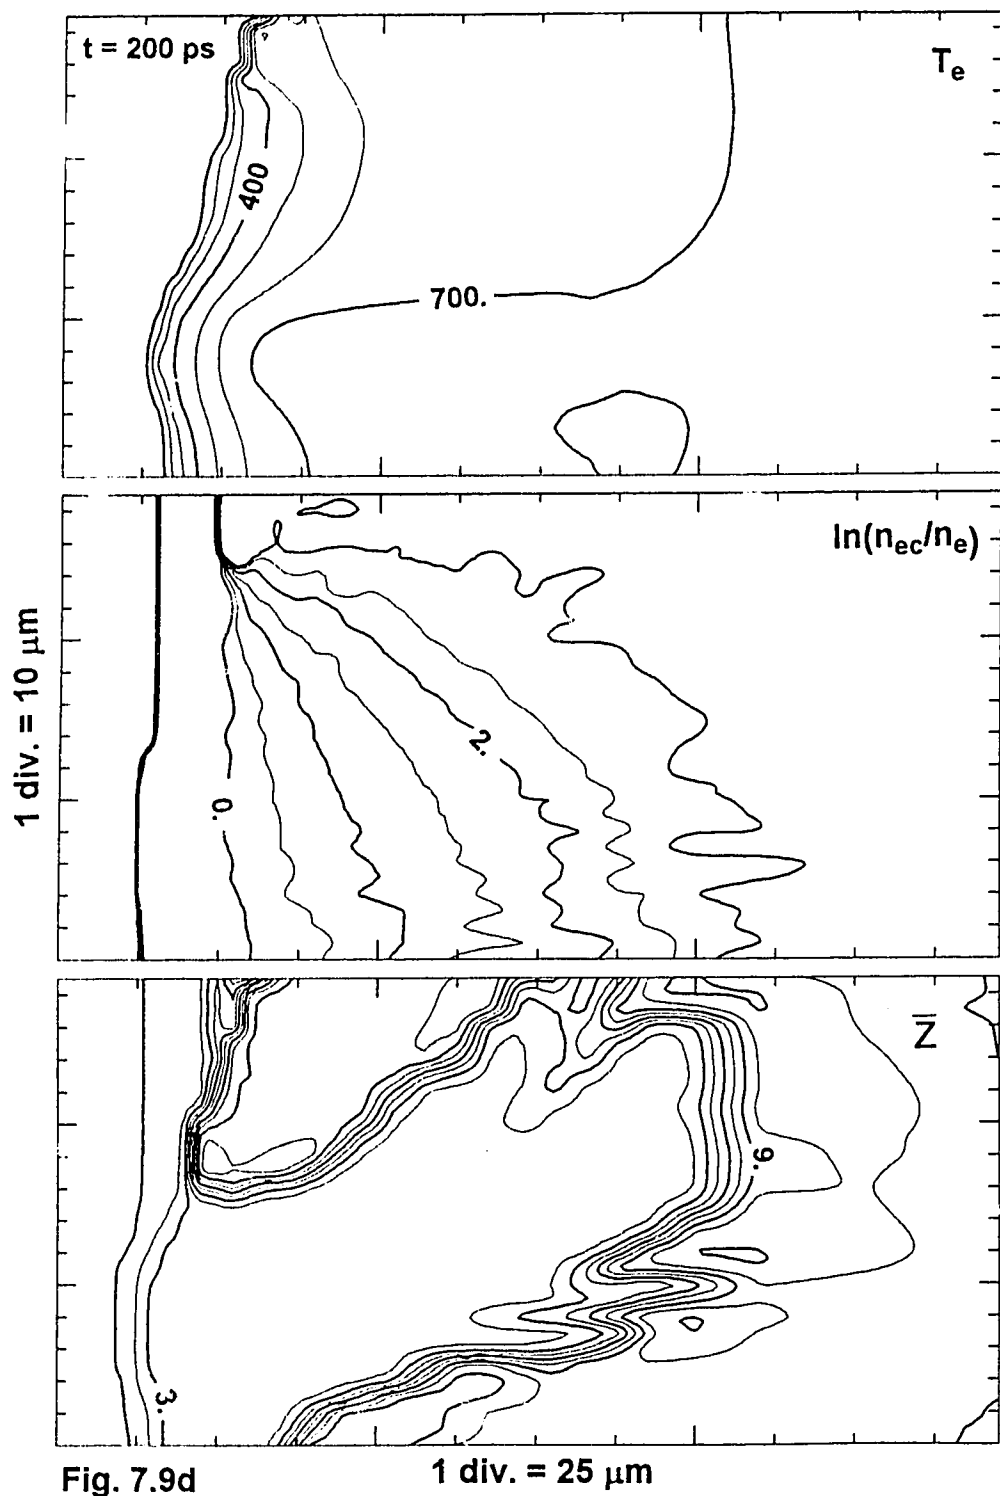 t = 200 ps
Tₑ
400
700.
ln(nₑc/nₑ)
2.
0.
1 div. = 10 μm
Z̅
9.
3.
Fig. 7.9d
1 div. = 25 μm